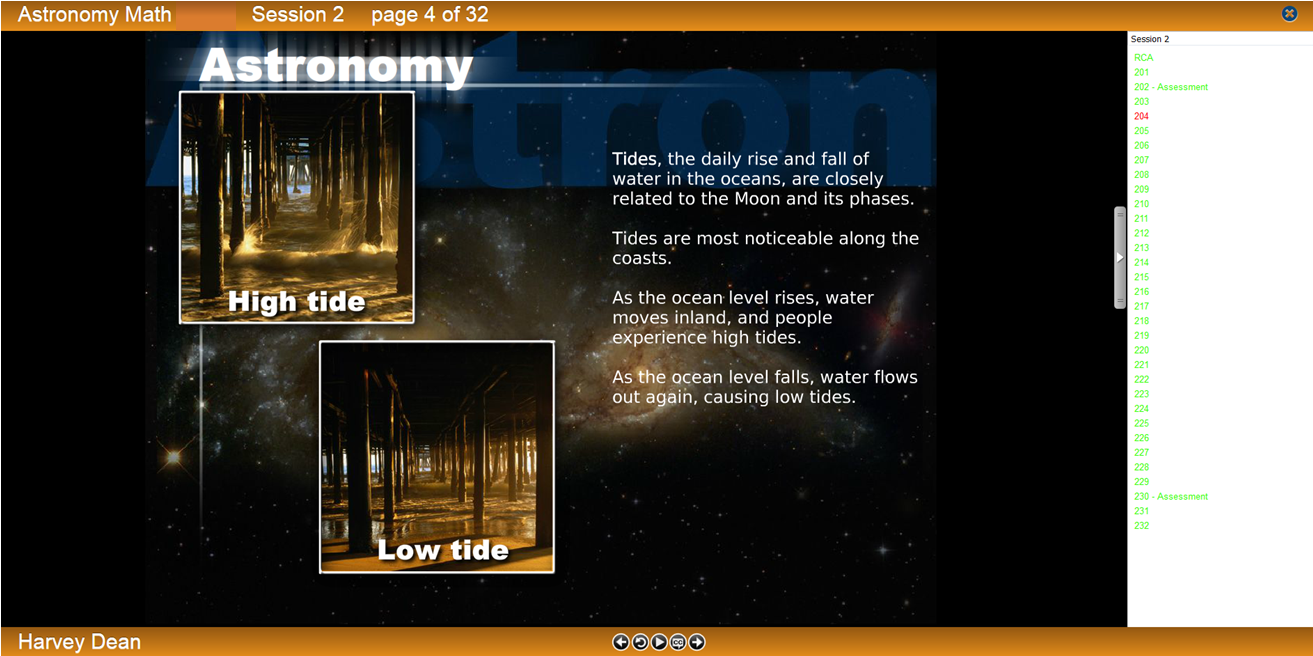 Astronomy Math Session 2 page 4 of 32
Astronomy
Astron
High tide
Low tide
Tides, the daily rise and fall of
water in the oceans, are closely
related to the Moon and its phases.
Tides are most noticeable along the
coasts.
As the ocean level rises, water
moves inland, and people
experience high tides.
As the ocean level falls, water flows
out again, causing low tides.
Session 2
RCA
201
202 - Assessment
203
204
205
206
207
208
209
210
211
212
213
214
215
216
217
218
219
220
221
222
223
224
225
226
227
228
229
230 - Assessment
231
232
Harvey Dean
CC